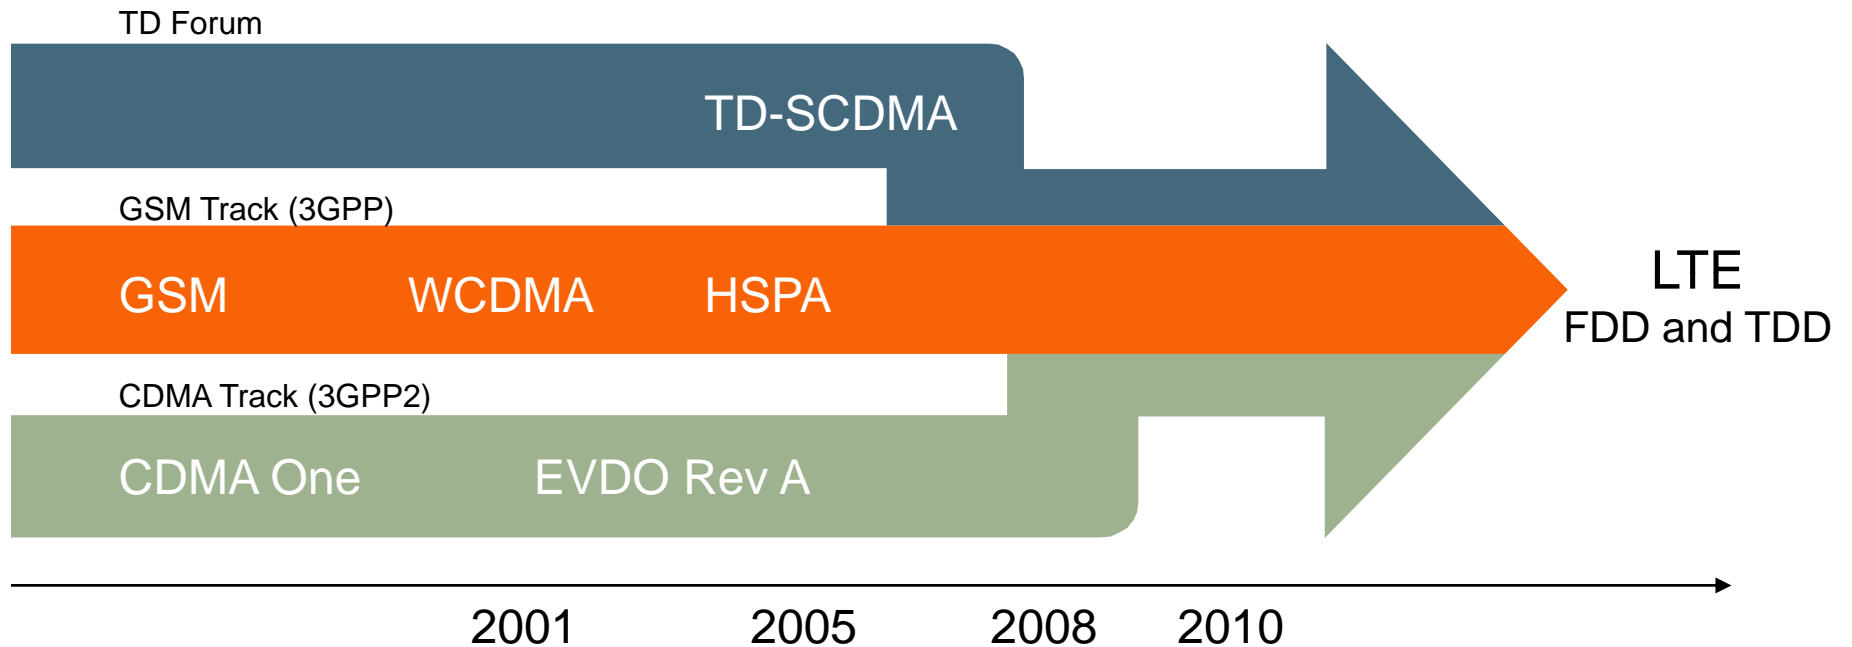 TD Forum
TD-SCDMA
GSM Track (3GPP)
GSM WCDMA HSPA
LTE
FDD and TDD
CDMA Track (3GPP2)
CDMA One EVDO Rev A
2001 2005 2008 2010